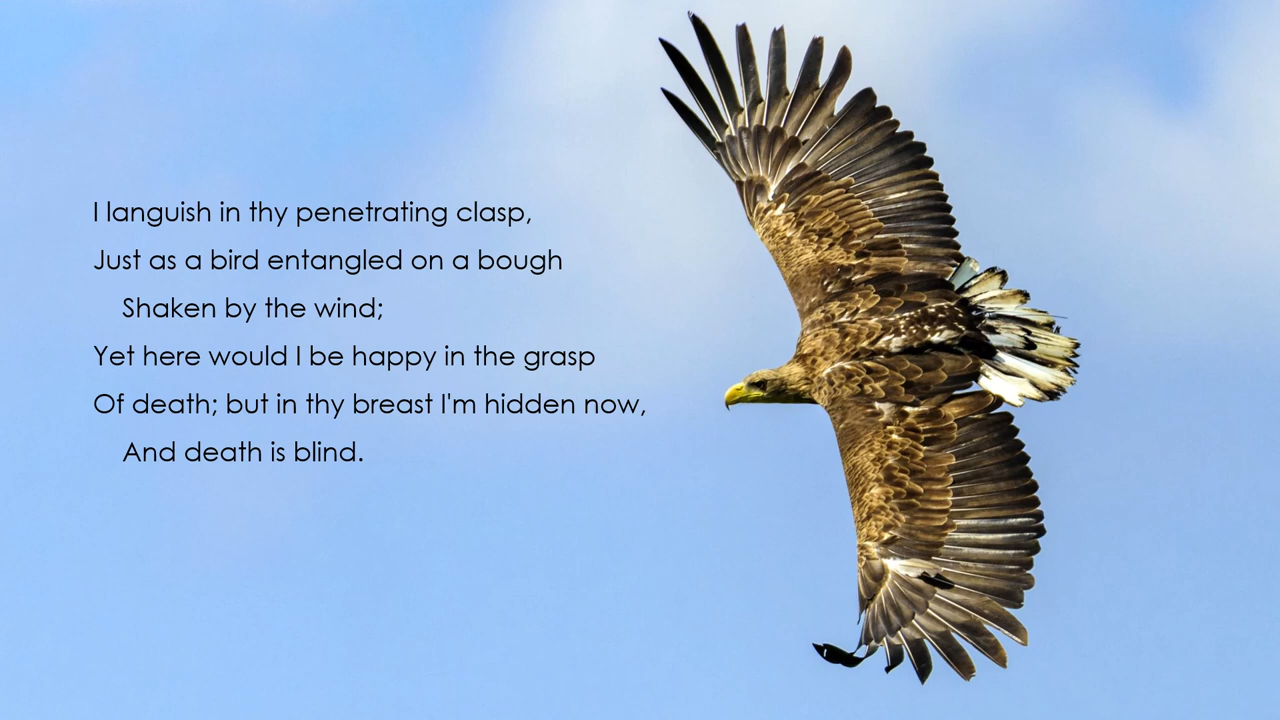 I languish in thy penetrating clasp,
Just as a bird entangled on a bough
Shaken by the wind;
Yet here would I be happy in the grasp
Of death; but in thy breast I'm hidden now,
And death is blind.